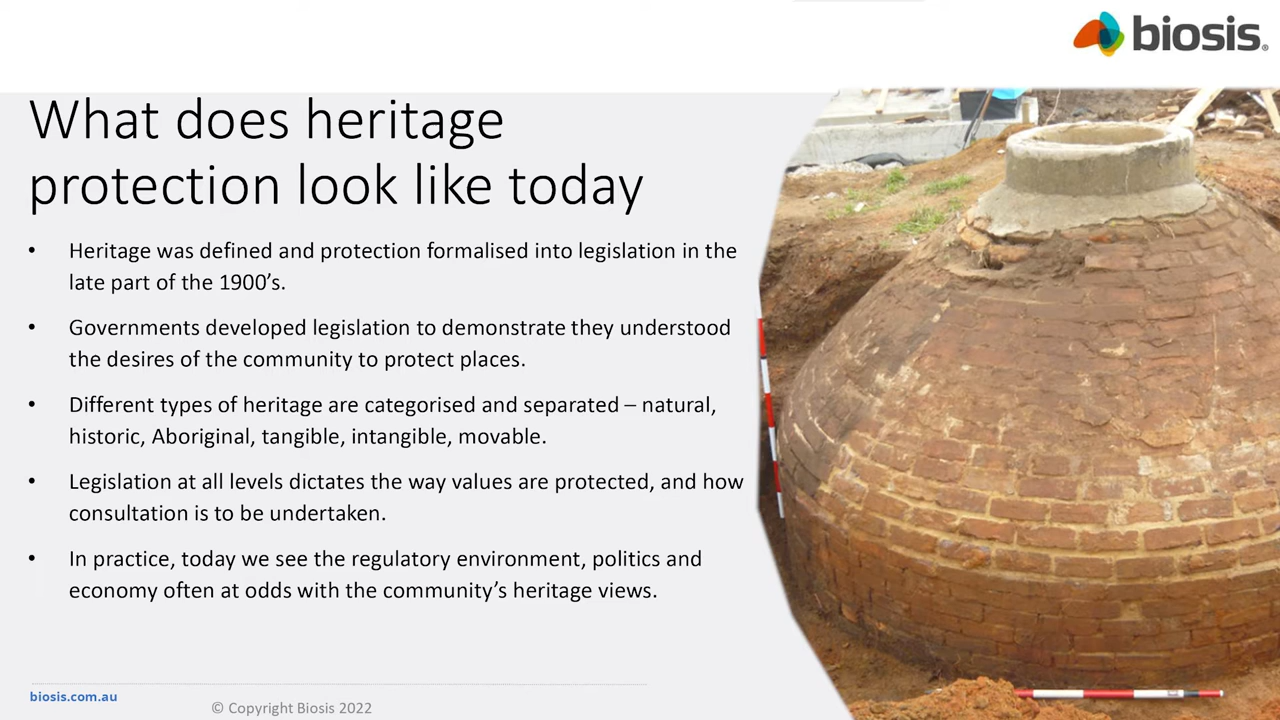 biosis®
What does heritage
protection look like today
• Heritage was defined and protection formalised into legislation in the
late part of the 1900’s.
• Governments developed legislation to demonstrate they understood
the desires of the community to protect places.
• Different types of heritage are categorised and separated – natural,
historic, Aboriginal, tangible, intangible, movable.
• Legislation at all levels dictates the way values are protected, and how
consultation is to be undertaken.
• In practice, today we see the regulatory environment, politics and
economy often at odds with the community’s heritage views.
biosis.com.au
© Copyright Biosis 2022